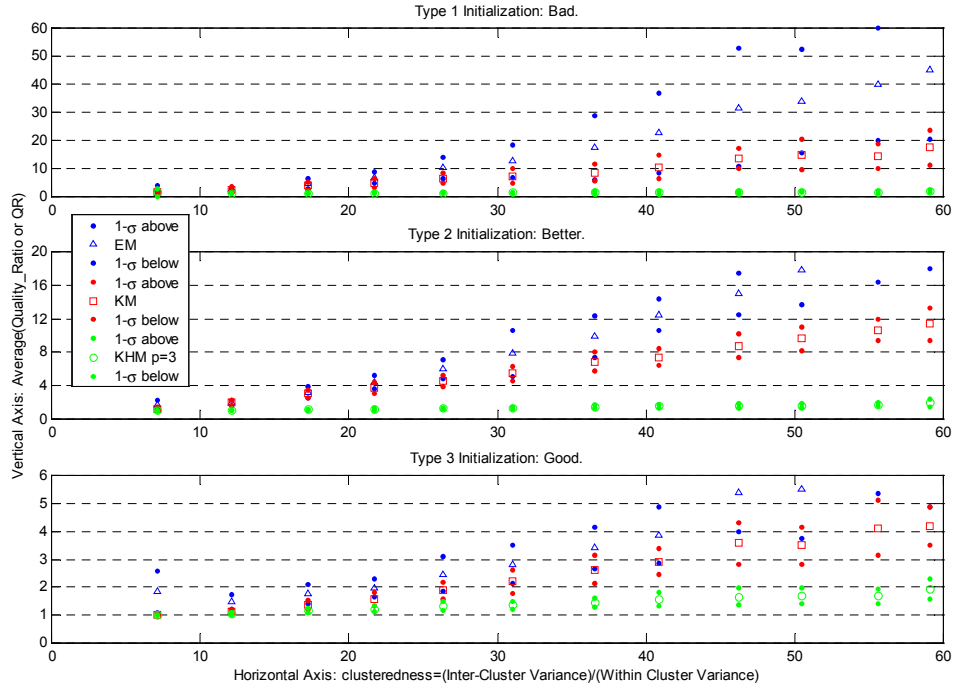 Type 1 Initialization: Bad.
60
50
40
30
20
10
0
0 10 20 30 40 50 60
Type 2 Initialization: Better.
20
16
12
8
4
0
0 10 20 30 40 50 60
Type 3 Initialization: Good.
6
5
4
3
2
1
0
0 10 20 30 40 50 60
1-σ above
EM
1-σ below
1-σ above
KM
1-σ below
1-σ above
KHM p=3
1-σ below
Vertical Axis: Average(Quality_Ratio or QR)
Horizontal Axis: clusteredness=(Inter-Cluster Variance)/(Within Cluster Variance)